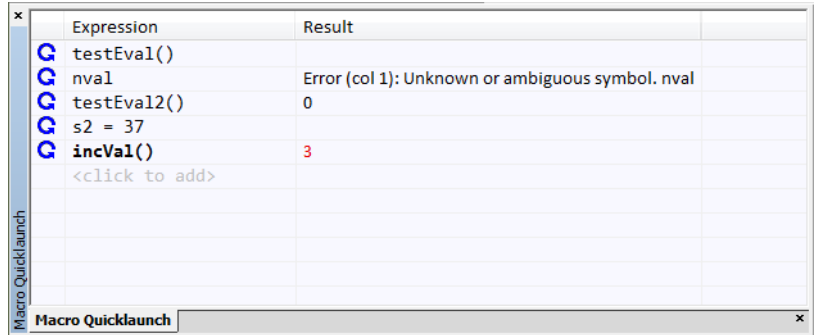 Expression Result
testEval()
nval Error (col 1): Unknown or ambiguous symbol. nval
testEval2() 0
s2 = 37
incVal() 3
<click to add>
Macro Quicklaunch
Macro Quicklaunch